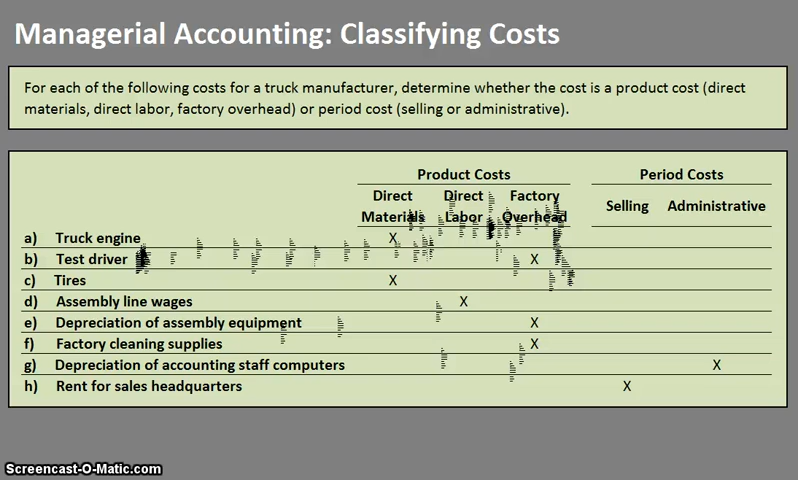 Managerial Accounting: Classifying Costs
For each of the following costs for a truck manufacturer, determine whether the cost is a product cost (direct
materials, direct labor, factory overhead) or period cost (selling or administrative).
Product Costs Period Costs
Direct Materials Direct Labor Factory Overhead Selling Administrative
a) Truck engine X
b) Test driver X
c) Tires X
d) Assembly line wages X
e) Depreciation of assembly equipment X
f) Factory cleaning supplies X
g) Depreciation of accounting staff computers X
h) Rent for sales headquarters X
Screencast-O-Matic.com